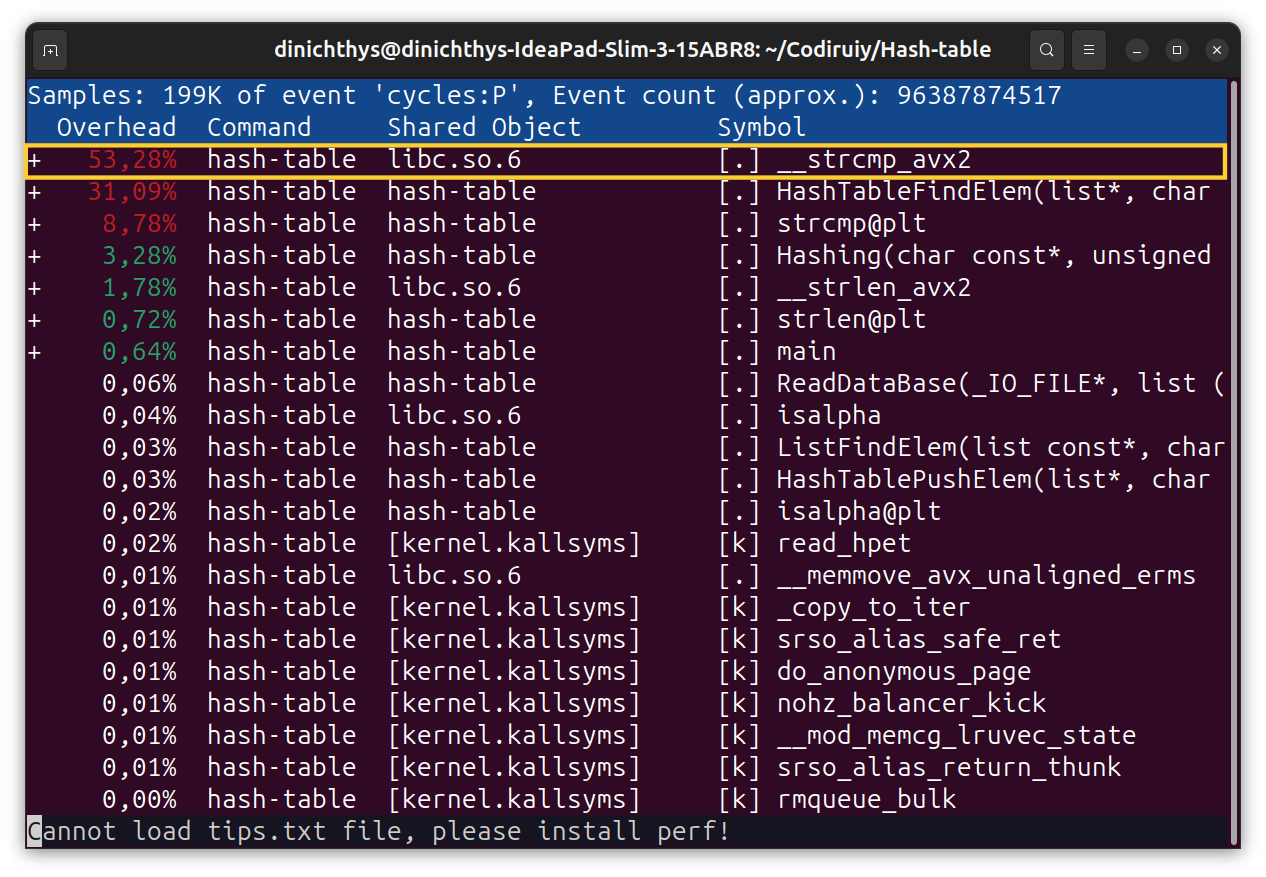 dinichthys@dinichthys-IdeaPad-Slim-3-15ABR8: ~/Codiruiy/Hash-table
Samples: 199K of event 'cycles:P', Event count (approx.): 96387874517
Overhead  Command  Shared Object  Symbol
+ 53,28% hash-table libc.so.6 [.] __strcmp_avx2
+ 31,09% hash-table hash-table [.] HashTableFindElem(list*, char
+ 8,78% hash-table hash-table [.] strcmp@plt
+ 3,28% hash-table hash-table [.] Hashing(char const*, unsigned
+ 1,78% hash-table libc.so.6 [.] __strlen_avx2
+ 0,72% hash-table hash-table [.] strlen@plt
+ 0,64% hash-table hash-table [.] main
0,06% hash-table hash-table [.] ReadDataBase(_IO_FILE*, list (
0,04% hash-table libc.so.6 [.] isalpha
0,03% hash-table hash-table [.] ListFindElem(list const*, char
0,03% hash-table hash-table [.] HashTablePushElem(list*, char
0,02% hash-table hash-table [.] isalpha@plt
0,02% hash-table [kernel.kallsyms] [k] read_hpet
0,01% hash-table libc.so.6 [.] __memmove_avx_unaligned_erms
0,01% hash-table [kernel.kallsyms] [k] _copy_to_iter
0,01% hash-table [kernel.kallsyms] [k] srso_alias_safe_ret
0,01% hash-table [kernel.kallsyms] [k] do_anonymous_page
0,01% hash-table [kernel.kallsyms] [k] nohz_balancer_kick
0,01% hash-table [kernel.kallsyms] [k] __mod_memcg_lruvec_state
0,01% hash-table [kernel.kallsyms] [k] srso_alias_return_thunk
0,00% hash-table [kernel.kallsyms] [k] rmqueue_bulk
Cannot load tips.txt file, please install perf!